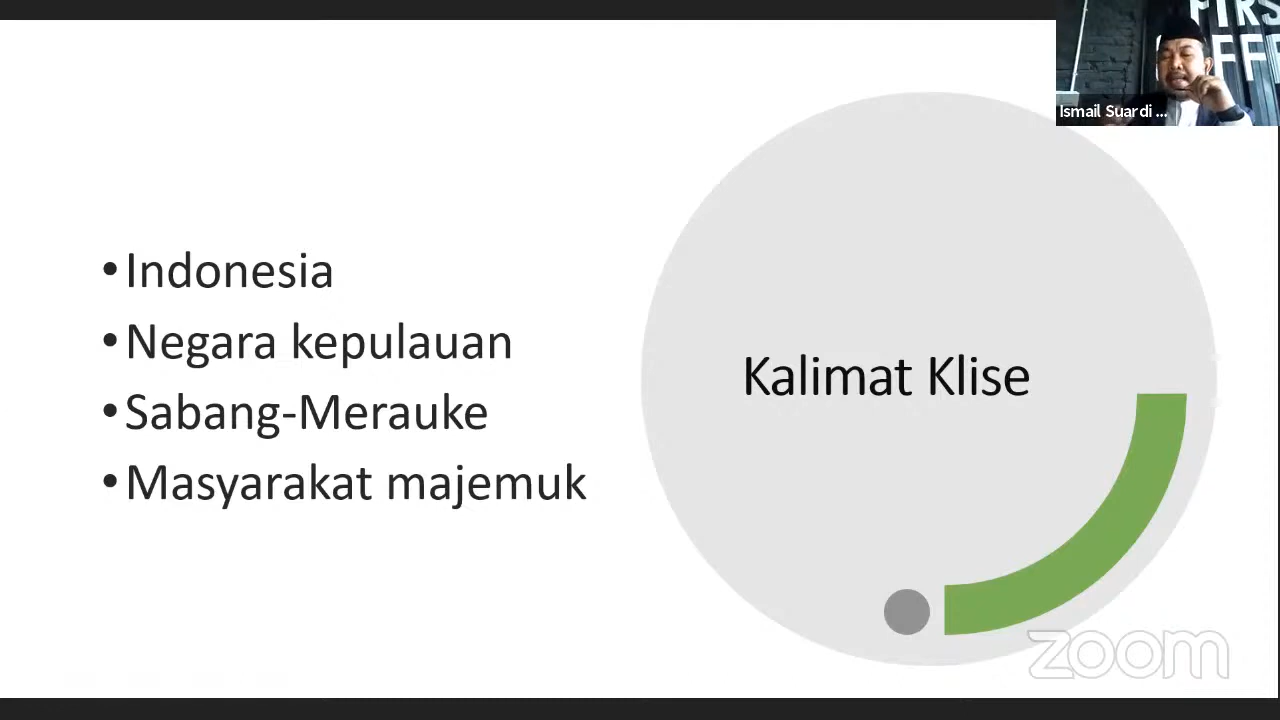 • Indonesia
• Negara kepulauan
• Sabang-Merauke
• Masyarakat majemuk
Kalimat Klise
Ismail Suardi ...
zoom